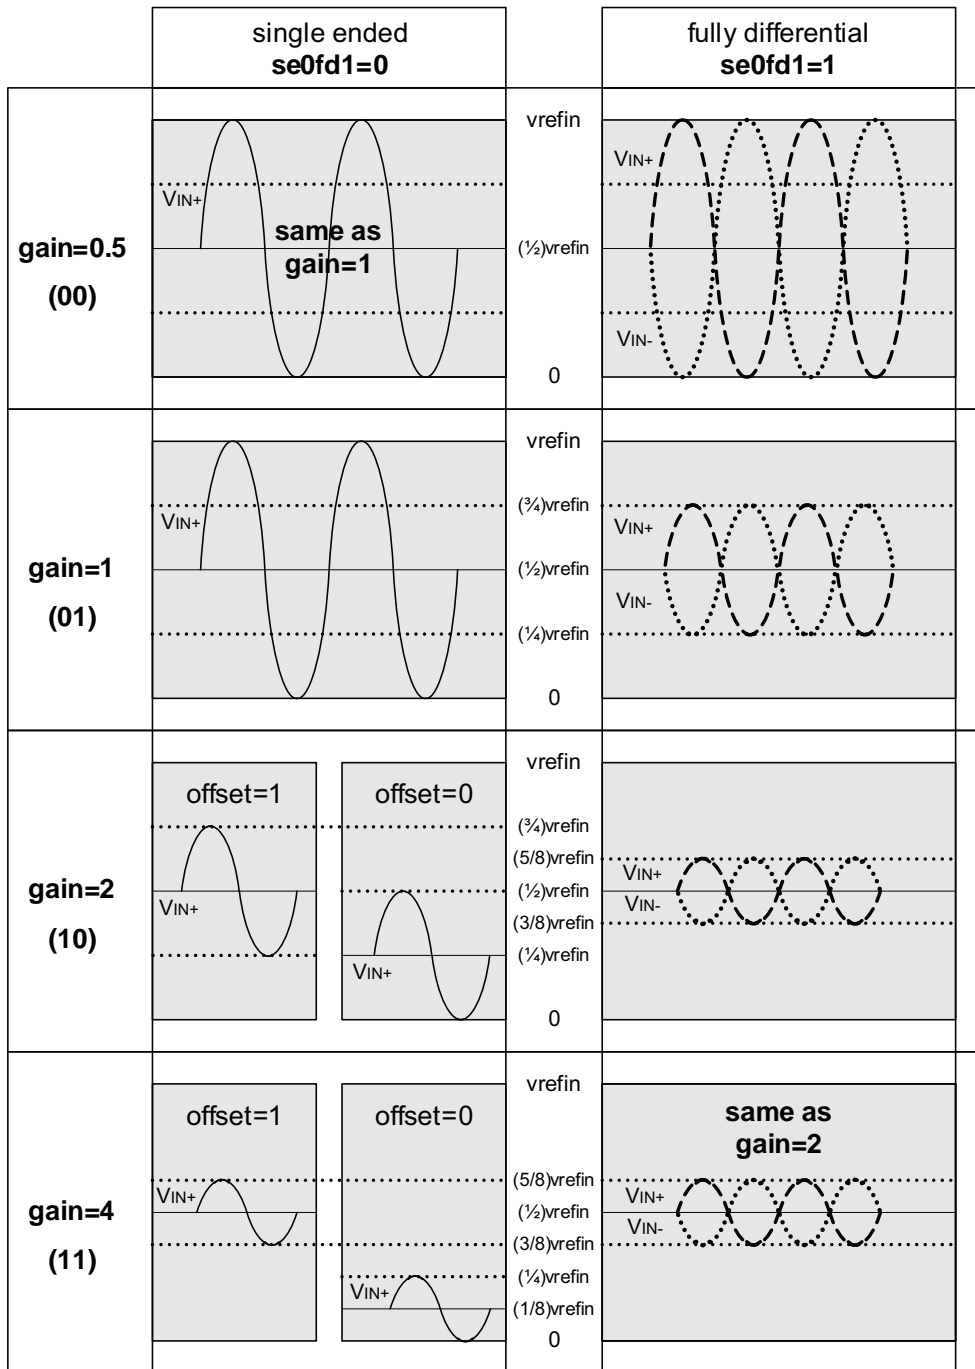 single ended
se0fd1=0
fully differential
se0fd1=1
gain=0.5
(00)
VIN+
same as
gain=1
vrefin
(½)vrefin
0
VIN+
VIN-
gain=1
(01)
VIN+
vrefin
(¾)vrefin
(½)vrefin
(¼)vrefin
0
VIN+
VIN-
gain=2
(10)
offset=1
VIN+
offset=0
VIN+
vrefin
(¾)vrefin
(5/8)vrefin
(½)vrefin
(3/8)vrefin
(¼)vrefin
0
VIN+
VIN-
gain=4
(11)
offset=1
VIN+
offset=0
VIN+
vrefin
(5/8)vrefin
(½)vrefin
(3/8)vrefin
(¼)vrefin
(1/8)vrefin
0
same as
gain=2
VIN+
VIN-